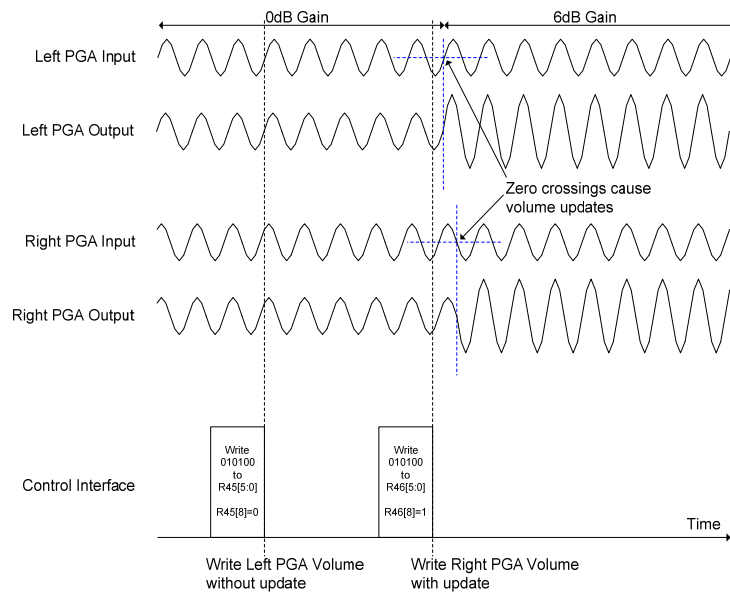 0dB Gain
6dB Gain
Left PGA Input
Left PGA Output
Zero crossings cause
volume updates
Right PGA Input
Right PGA Output
Control Interface
Write
010100
to
R45[5:0]
R45[8]=0
Write
010100
to
R46[5:0]
R46[8]=1
Time
Write Left PGA Volume
without update
Write Right PGA Volume
with update